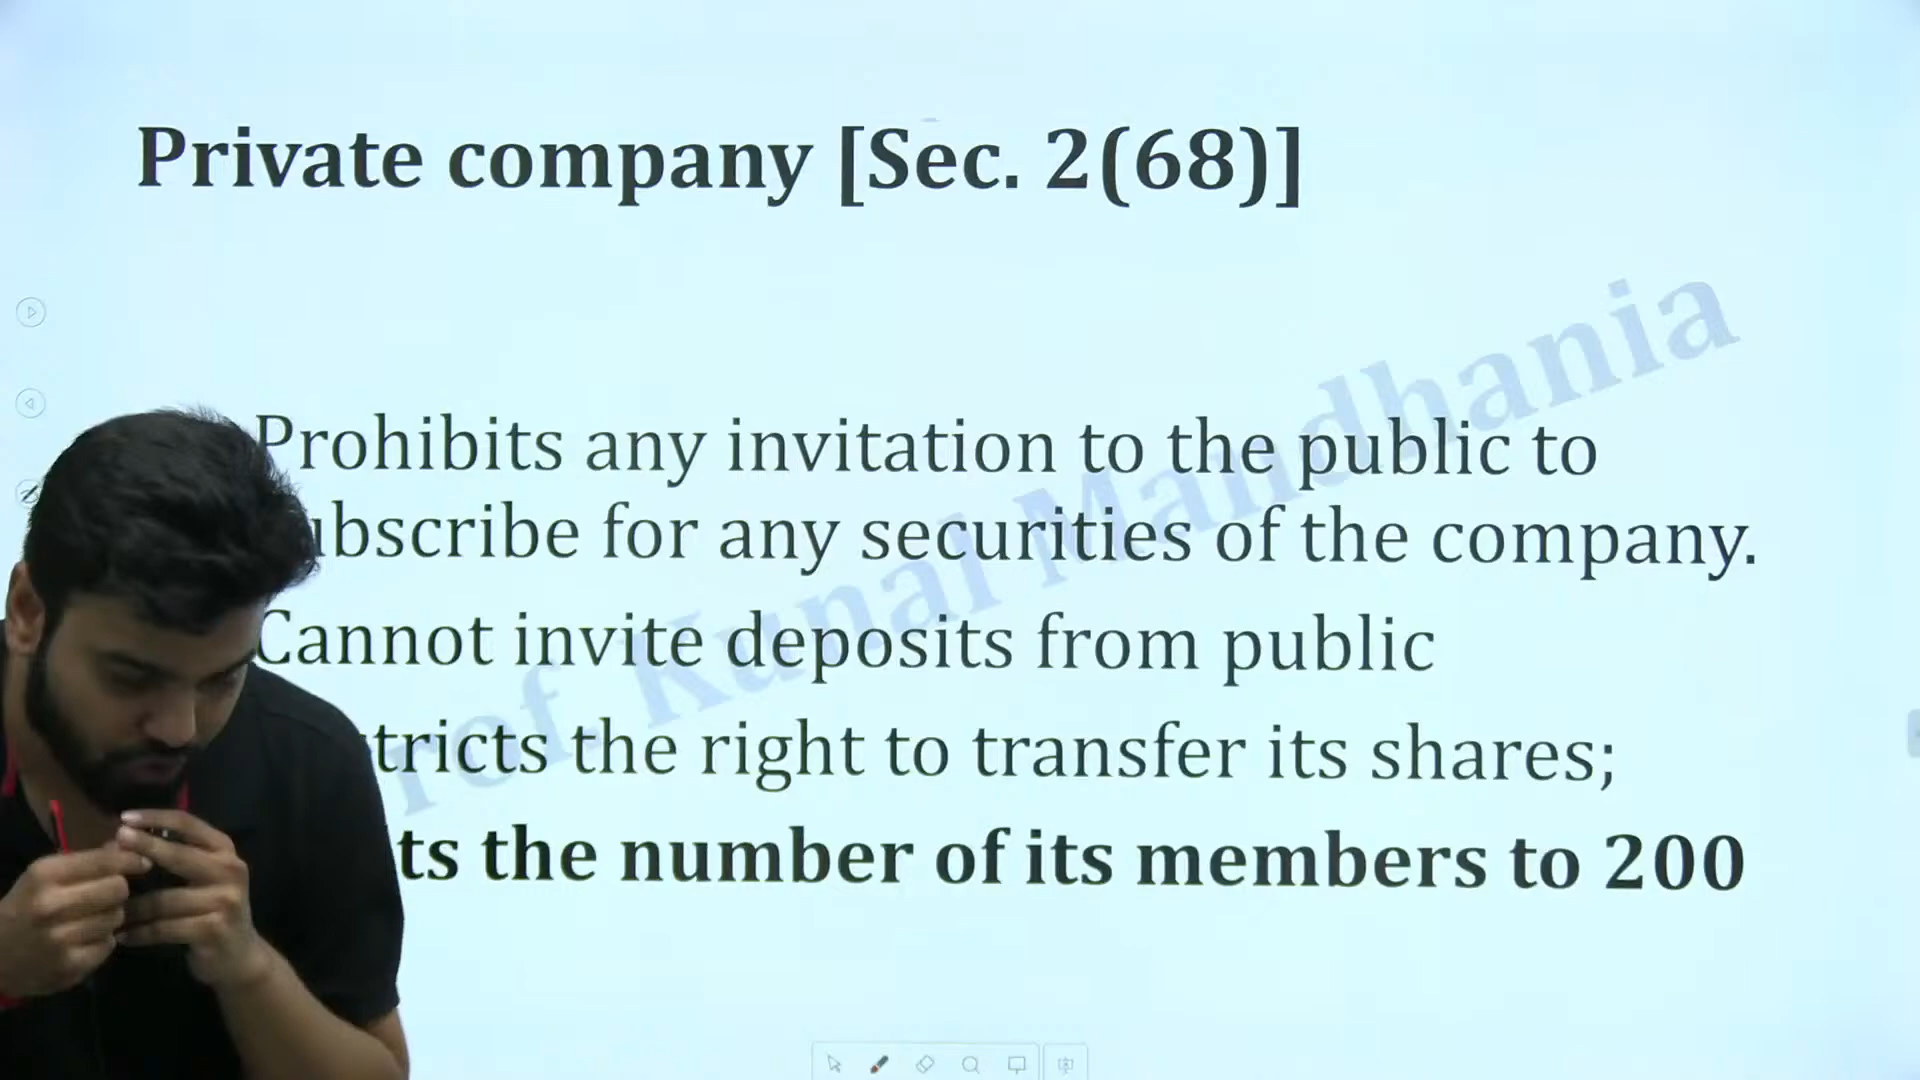 Private company [Sec. 2(68)]
Prohibits any invitation to the public to
ubscribe for any securities of the company.
Cannot invite deposits from public
tricts the right to transfer its shares;
ts the number of its members to 200
rof. Kunal Mandhania